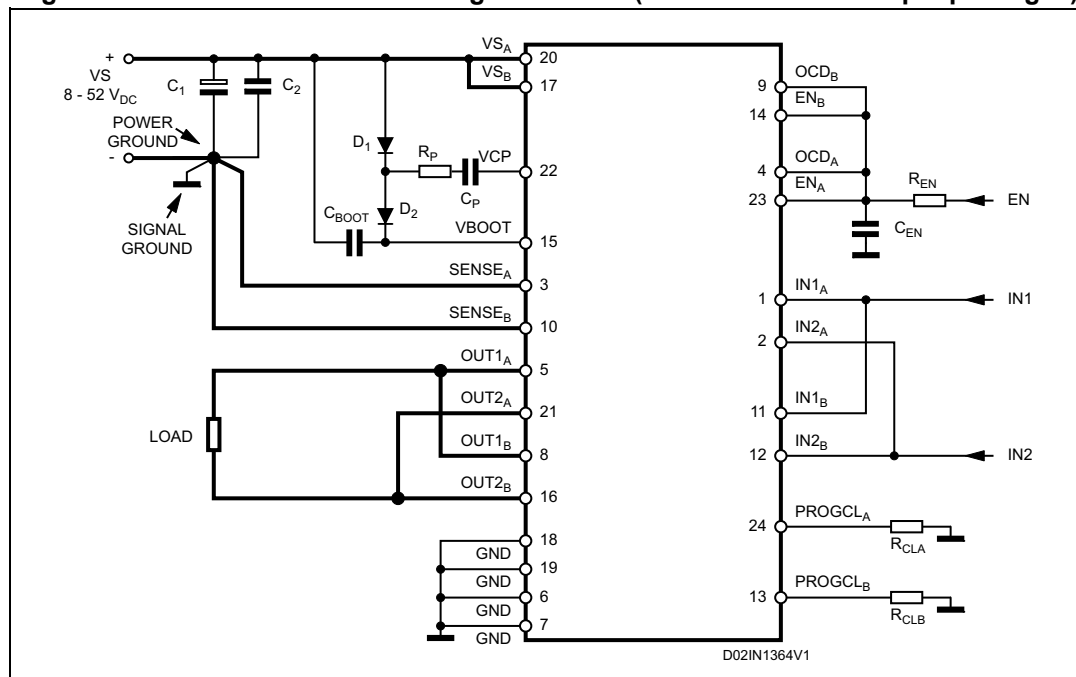 +
VS
8 - 52 V_DC
C1
C2
POWER
GROUND
-
SIGNAL
GROUND
D1
RP
CP
D2
CBOOT
VSA
20
VSB
17
VCP
22
VBOOT
15
SENSEA
3
SENSEB
10
OUT1A
5
OUT2A
21
OUT1B
8
OUT2B
16
LOAD
18
GND
19
GND
6
GND
7
GND
9
OCDB
14
ENB
4
OCDA
23
ENA
REN
EN
CEN
1
IN1A
IN1
2
IN2A
11
IN1B
12
IN2B
IN2
24
PROGCLA
RCLA
13
PROGCLB
RCLB
D02IN1364V1